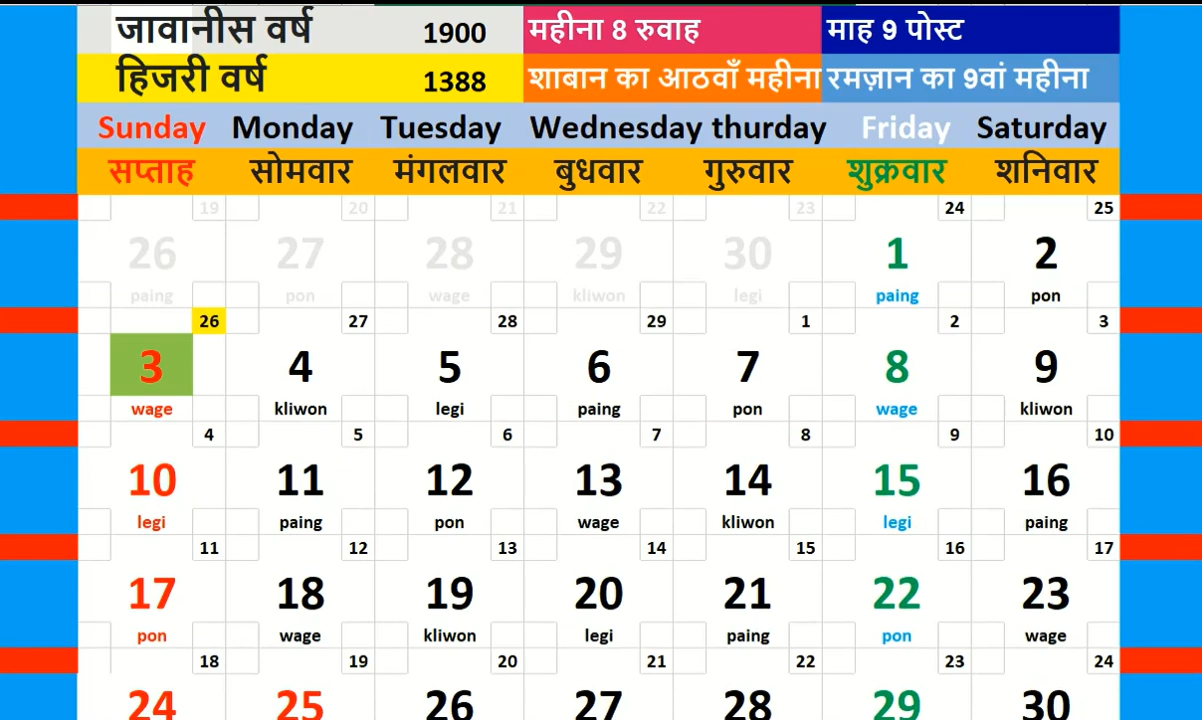 जावानीस वर्ष 1900 महीना 8 रुवाह माह 9 पोस्ट
हिजरी वर्ष 1388 शाबान का आठवाँ महीना रमज़ान का 9वां महीना
Sunday Monday Tuesday Wednesday thurday Friday Saturday
सप्ताह सोमवार मंगलवार बुधवार गुरुवार शुक्रवार शनिवार
19 20 21 22 23 24 25
26 27 28 29 30 1 2
paing pon wage kliwon legi paing pon
26 27 28 29 1 2 3
3 4 5 6 7 8 9
wage kliwon legi paing pon wage kliwon
4 5 6 7 8 9 10
10 11 12 13 14 15 16
legi paing pon wage kliwon legi paing
11 12 13 14 15 16 17
17 18 19 20 21 22 23
pon wage kliwon legi paing pon wage
18 19 20 21 22 23 24
24 25 26 27 28 29 30